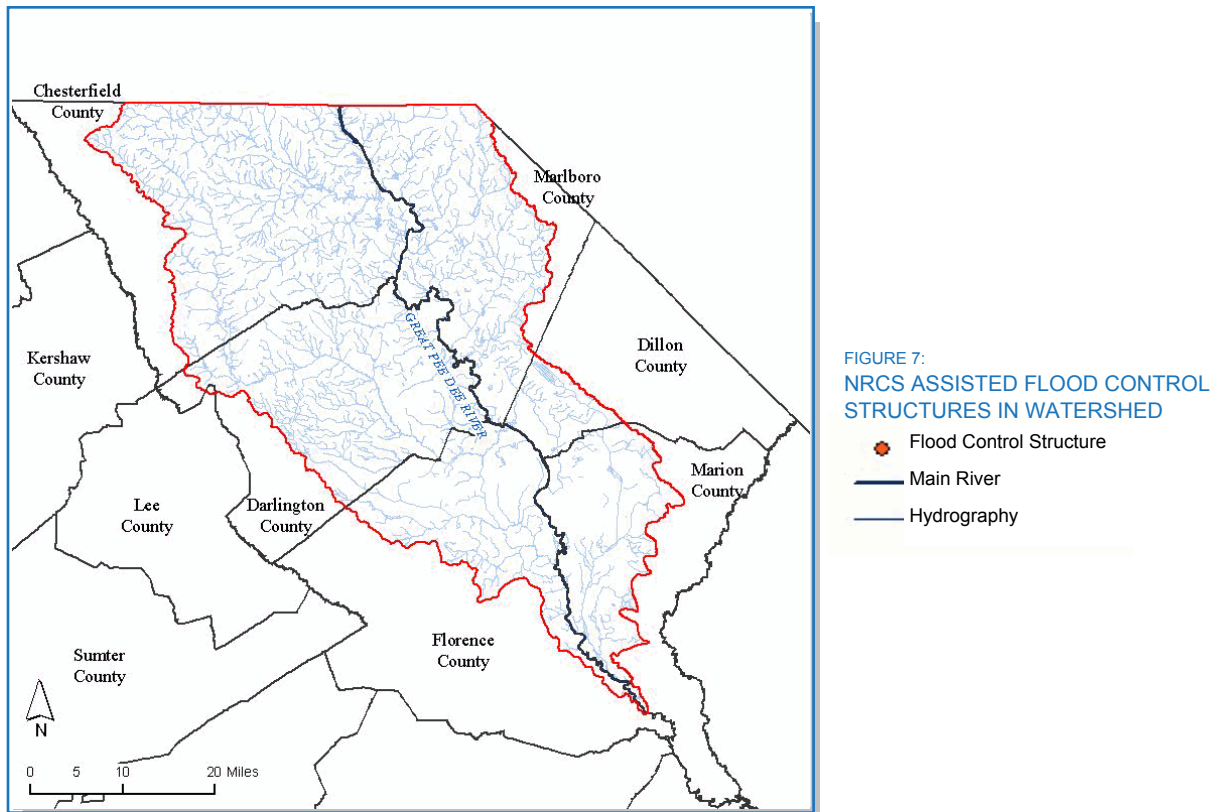 Chesterfield
County
Marlboro
County
Kershaw
County
Dillon
County
GREAT PEE DEE RIVER
Marion
County
Lee
County
Darlington
County
Florence
County
Sumter
County
N
0 5 10 20 Miles
FIGURE 7:
NRCS ASSISTED FLOOD CONTROL
STRUCTURES IN WATERSHED
Flood Control Structure
Main River
Hydrography